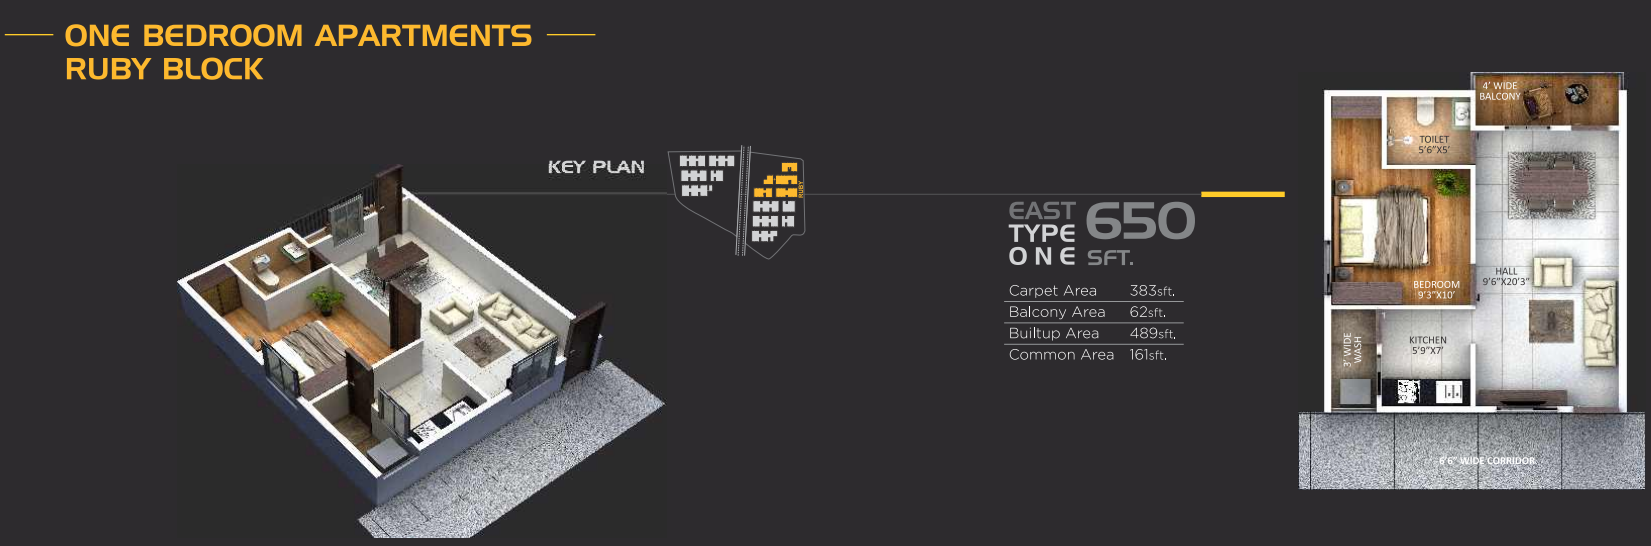 ONE BEDROOM APARTMENTS
RUBY BLOCK
KEY PLAN
RUBY
EAST
TYPE
ONE
650
SFT.
Carpet Area 383sft.
Balcony Area 62sft.
Builtup Area 489sft.
Common Area 161sft.
4' WIDE
BALCONY
TOILET
5'6"X5'
BEDROOM
9'3"X10'
HALL
9'6"X20'3"
3' WIDE
WASH
KITCHEN
5'9"X7'
6'6" WIDE CORRIDOR